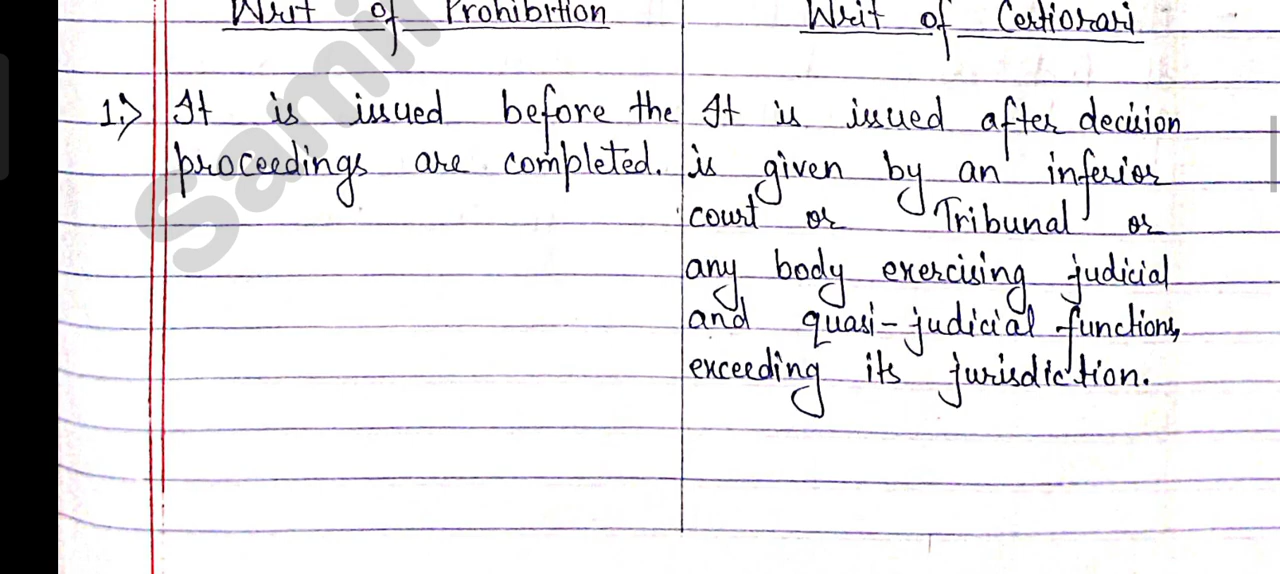 Writ of Prohibition
Writ of Certiorari
1.> It is issued before the
proceedings are completed.
It is issued after decision
is given by an inferior
court or Tribunal or
any body exercising judicial
and quasi-judicial functions,
exceeding its jurisdiction.
Sami